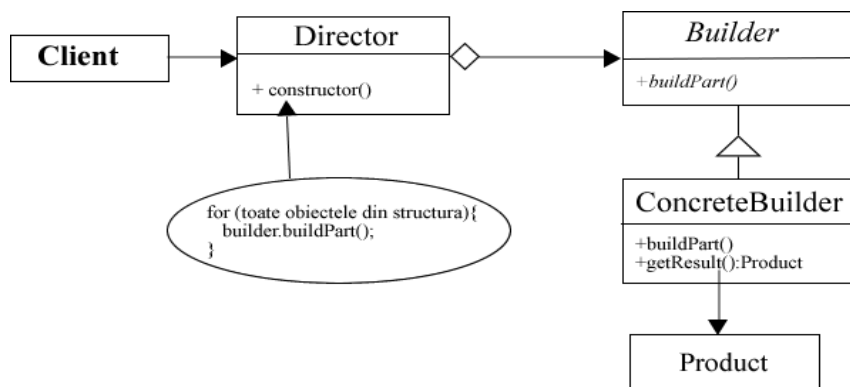 Client
Director
+ constructor()
Builder
+buildPart()
for (toate obiectele din structura){
builder.buildPart();
}
ConcreteBuilder
+buildPart()
+getResult():Product
Product